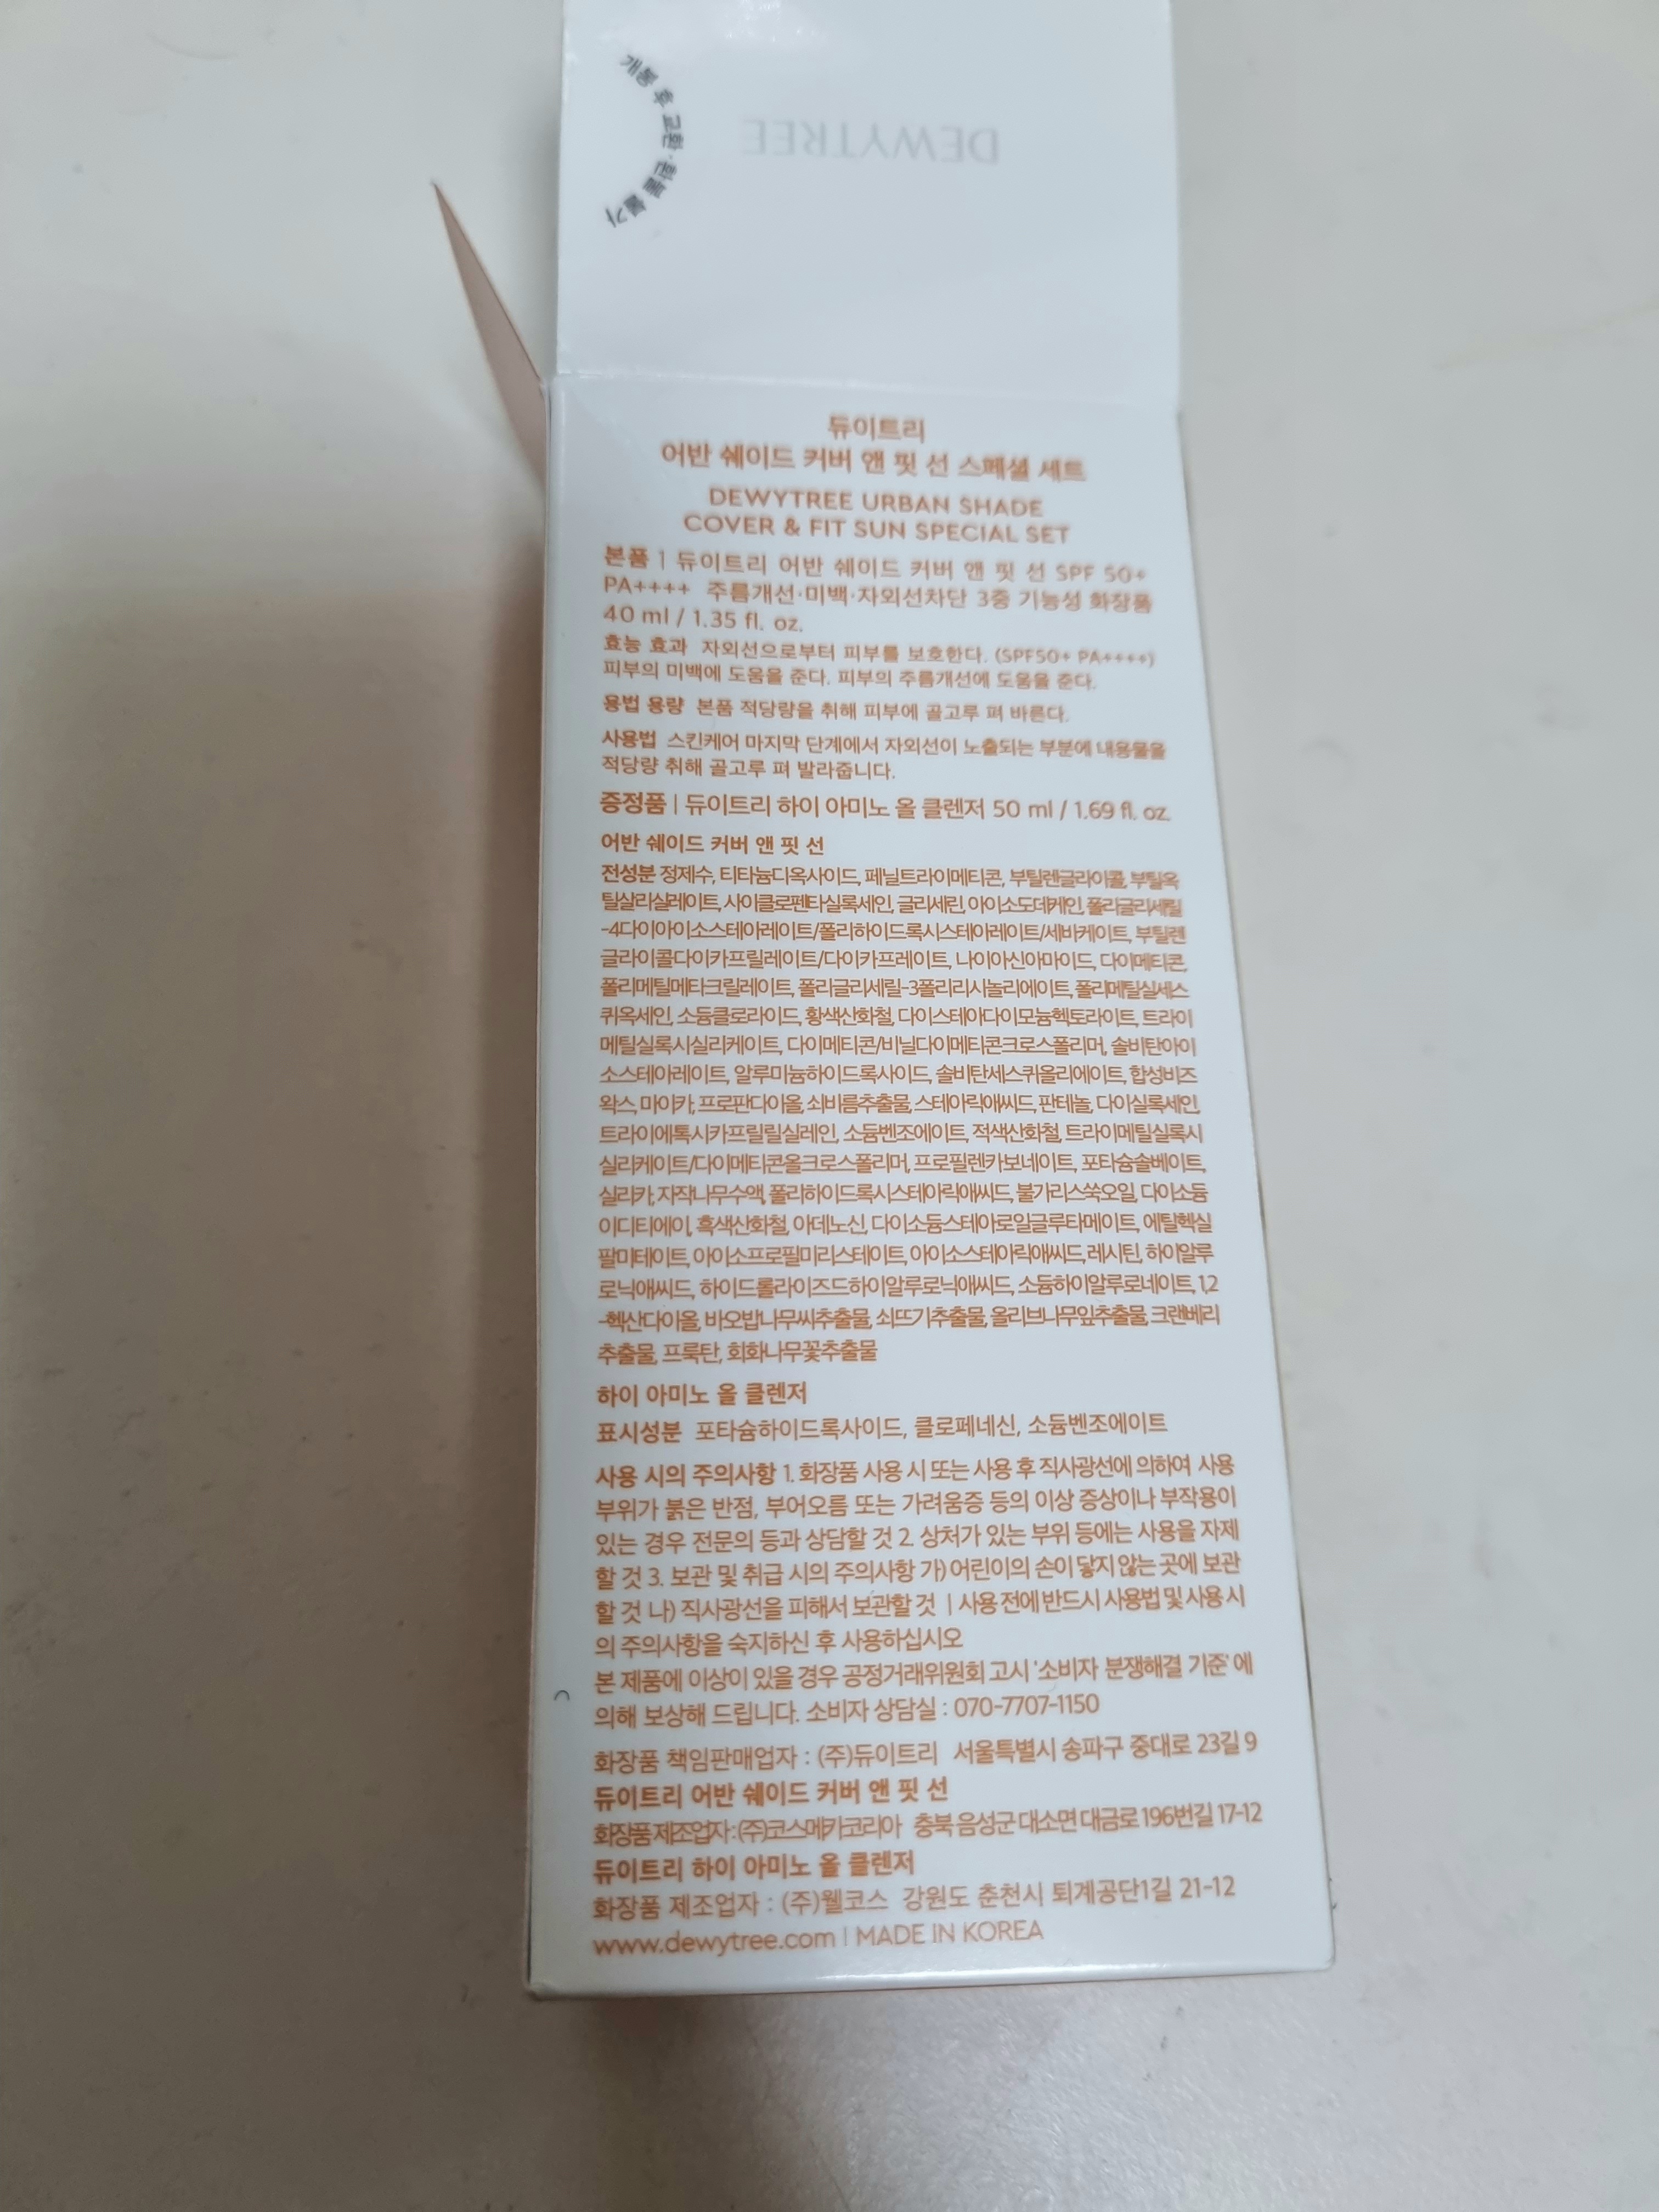 개봉 후 교환·환불 불가
DEWYTREE
듀이트리
어반 쉐이드 커버 앤 핏 선 스페셜 세트
DEWYTREE URBAN SHADE
COVER & FIT SUN SPECIAL SET
본품 | 듀이트리 어반 쉐이드 커버 앤 핏 선 SPF 50+
PA++++ 주름개선·미백·자외선차단 3중 기능성 화장품
40 ml / 1.35 fl. oz.
효능 효과 자외선으로부터 피부를 보호한다. (SPF50+ PA++++)
피부의 미백에 도움을 준다. 피부의 주름개선에 도움을 준다.
용법 용량 본품 적당량을 취해 피부에 골고루 펴 바른다.
사용법 스킨케어 마지막 단계에서 자외선이 노출되는 부분에 내용물을
적당량 취해 골고루 펴 발라줍니다.
증정품 | 듀이트리 하이 아미노 올 클렌저 50 ml / 1.69 fl. oz.
어반 쉐이드 커버 앤 핏 선
전성분 정제수, 티타늄디옥사이드, 페닐트라이메티콘, 부틸렌글라이콜, 부틸옥
틸살리실레이트, 사이클로펜타실록세인, 글리세린, 아이소도데케인, 폴리글리세릴
-4다이아이소스테아레이트/폴리하이드록시스테아레이트/세바케이트, 부틸렌
글라이콜다이카프릴레이트/다이카프레이트, 나이아신아마이드, 다이메티콘,
폴리메틸메타크릴레이트, 폴리글리세릴-3폴리리시놀리에이트, 폴리메틸실세스
퀴옥세인, 소듐클로라이드, 황색산화철, 다이스테아다이모늄헥토라이트, 트라이
메틸실록시실리케이트, 다이메티콘/비닐다이메티콘크로스폴리머, 솔비탄아이
소스테아레이트, 알루미늄하이드록사이드, 솔비탄세스퀴올리에이트, 합성비즈
왁스, 마이카, 프로판다이올, 쇠비름추출물, 스테아릭애씨드, 판테놀, 다이실록세인,
트라이에톡시카프릴릴실레인, 소듐벤조에이트, 적색산화철, 트라이메틸실록시
실리케이트/다이메티콘올크로스폴리머, 프로필렌카보네이트, 포타슘솔베이트,
실리카, 자작나무수액, 폴리하이드록시스테아릭애씨드, 불가리스쑥오일, 다이소듐
이디티에이, 흑색산화철, 아데노신, 다이소듐스테아로일글루타메이트, 에틸헥실
팔미테이트, 아이소프로필미리스테이트, 아이소스테아릭애씨드, 레시틴, 하이알루
로닉애씨드, 하이드롤라이즈드하이알루로닉애씨드, 소듐하이알루로네이트, 1,2
-헥산다이올, 바오밥나무씨추출물, 쇠뜨기추출물, 올리브나무잎추출물, 크랜베리
추출물, 프룩탄, 회화나무꽃추출물
하이 아미노 올 클렌저
표시성분 포타슘하이드록사이드, 클로페네신, 소듐벤조에이트
사용 시의 주의사항 1. 화장품 사용 시 또는 사용 후 직사광선에 의하여 사용
부위가 붉은 반점, 부어오름 또는 가려움증 등의 이상 증상이나 부작용이
있는 경우 전문의 등과 상담할 것 2. 상처가 있는 부위 등에는 사용을 자제
할 것 3. 보관 및 취급 시의 주의사항 가) 어린이의 손이 닿지 않는 곳에 보관
할 것 나) 직사광선을 피해서 보관할 것 | 사용 전에 반드시 사용법 및 사용 시
의 주의사항을 숙지하신 후 사용하십시오
본 제품에 이상이 있을 경우 공정거래위원회 고시 '소비자 분쟁해결 기준' 에
의해 보상해 드립니다. 소비자 상담실 : 070-7707-1150
화장품 책임판매업자 : (주)듀이트리 서울특별시 송파구 중대로 23길 9
듀이트리 어반 쉐이드 커버 앤 핏 선
화장품 제조업자 : (주)코스메카코리아 충북 음성군 대소면 대금로 196번길 17-12
듀이트리 하이 아미노 올 클렌저
화장품 제조업자 : (주)웰코스 강원도 춘천시 퇴계공단1길 21-12
www.dewytree.com | MADE IN KOREA